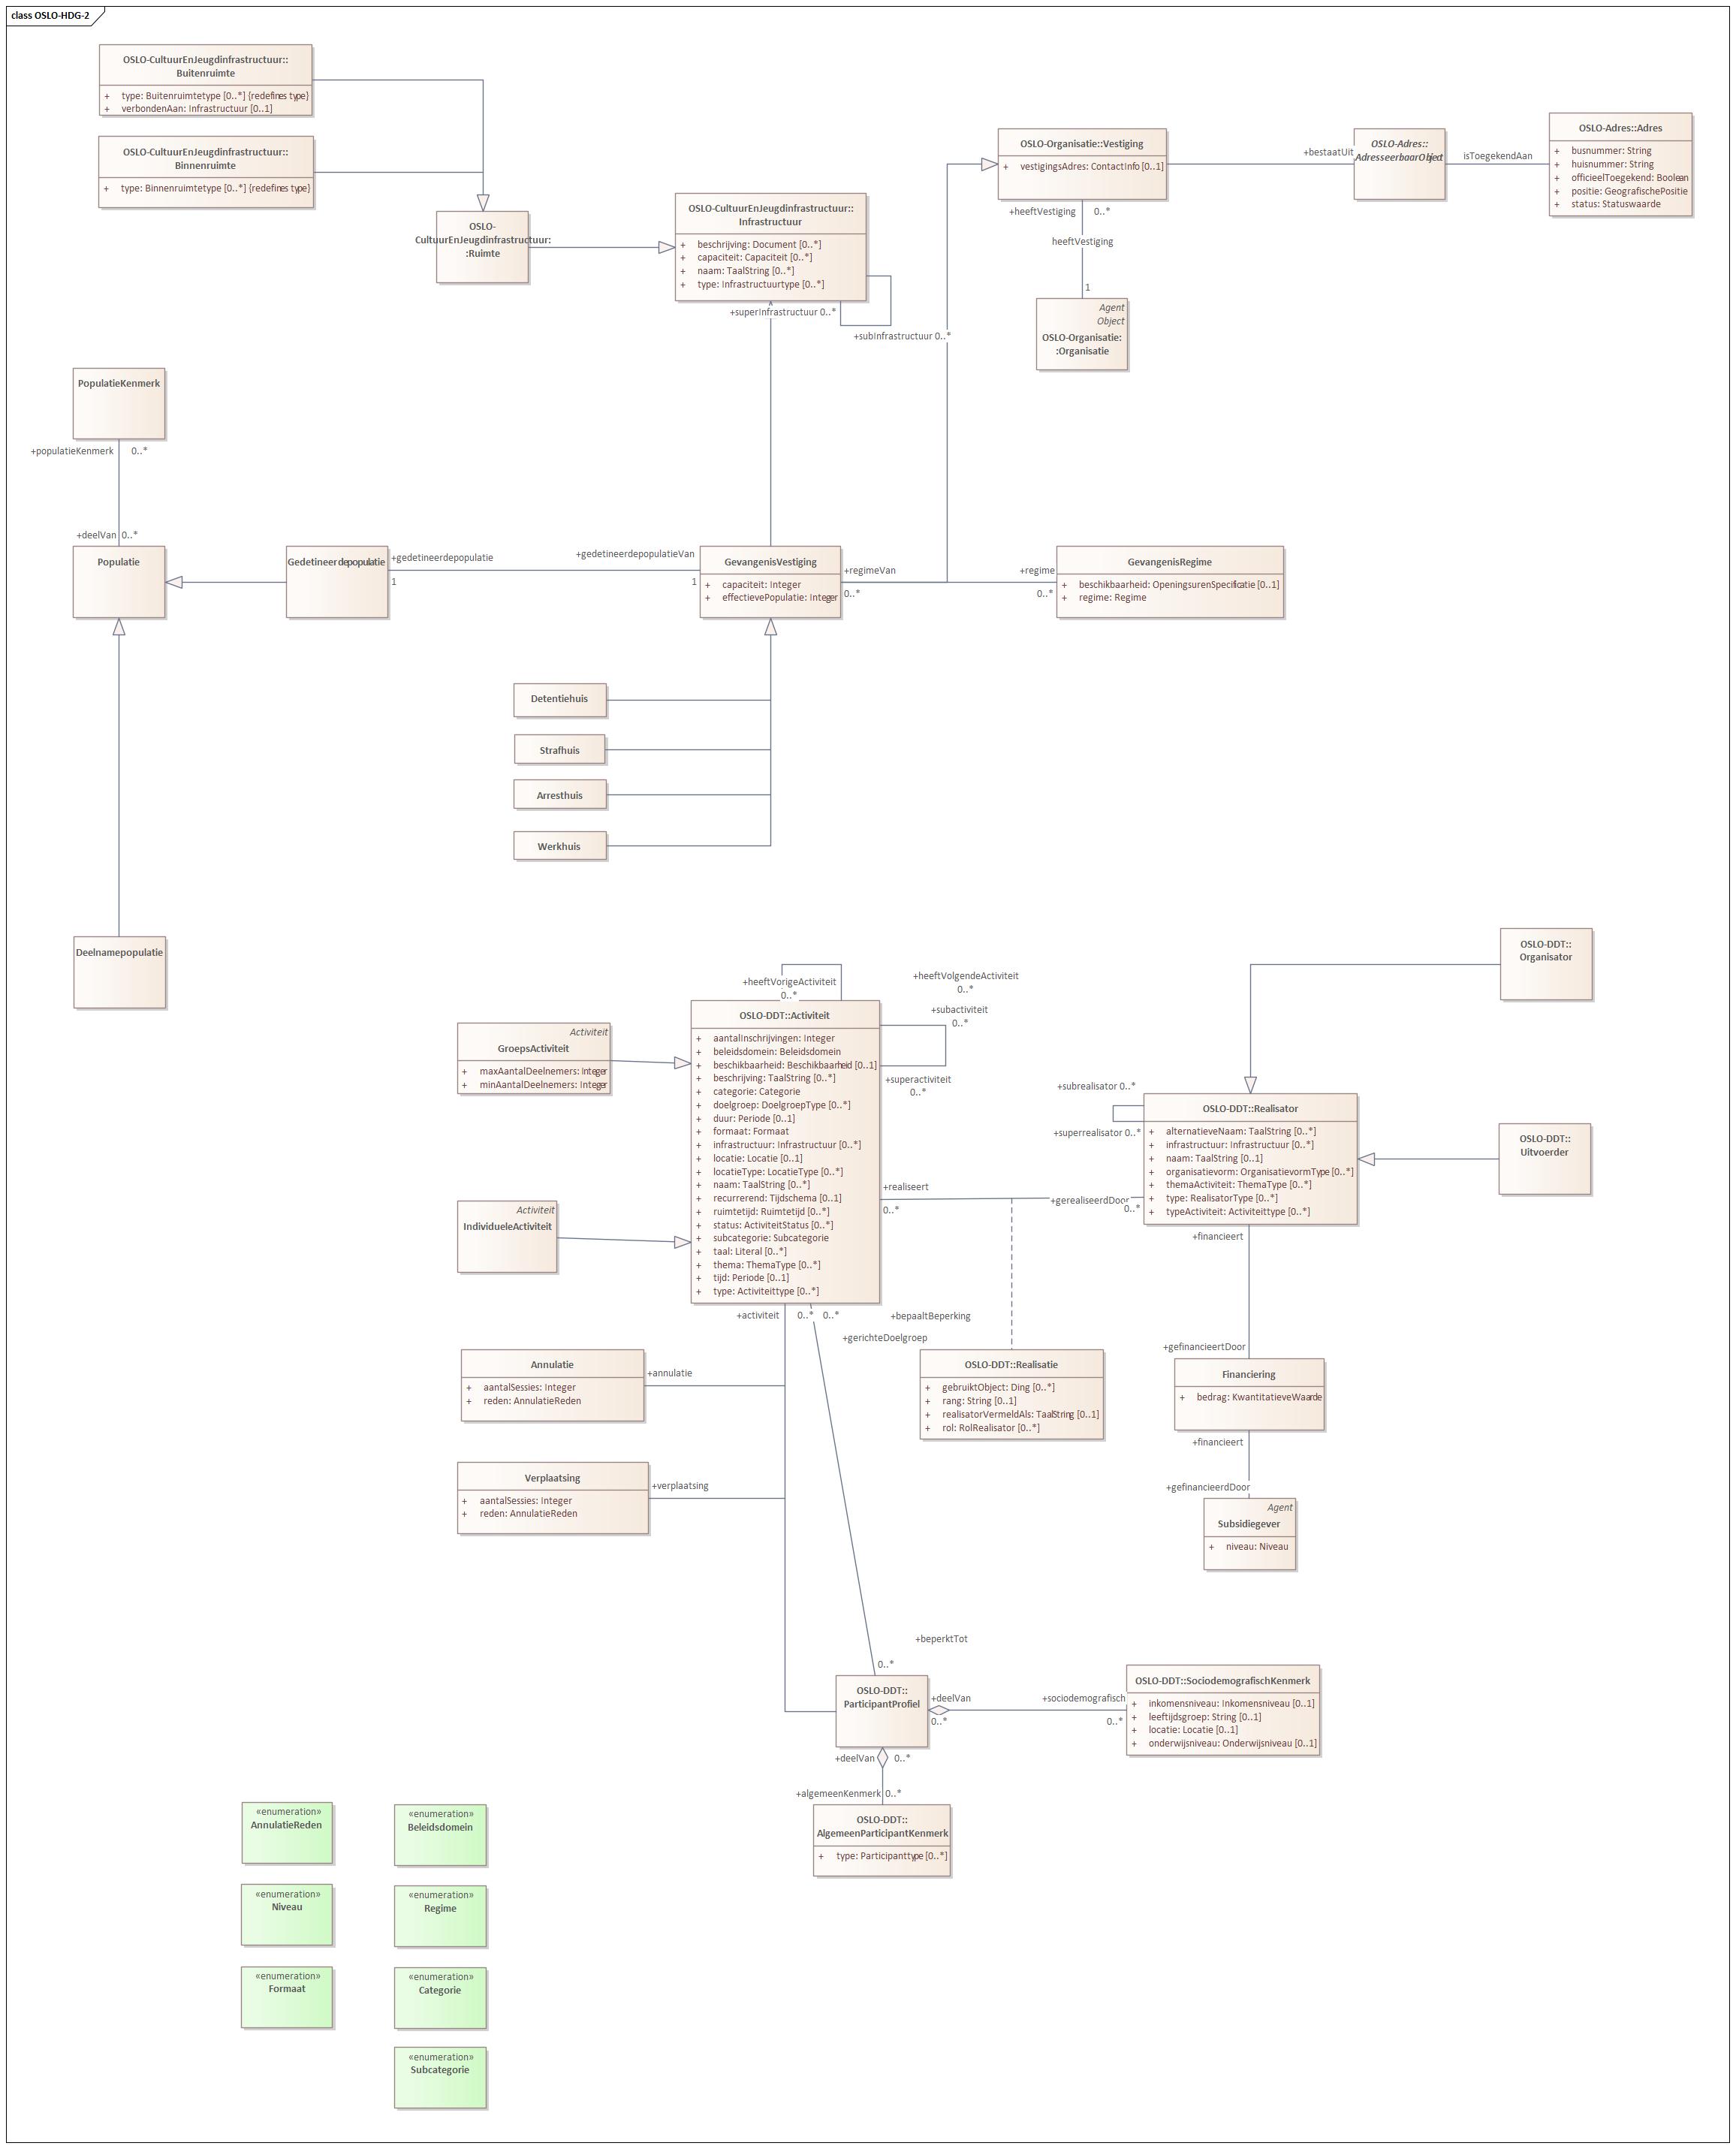 class OSLO-HDG-2
OSLO-CultuurEnJeugdinfrastructuur::
Buitenruimte
+ type: Buitenruimtetype [0..*] {redefines type}
+ verbondenAan: Infrastructuur [0..1]
OSLO-CultuurEnJeugdinfrastructuur::
Binnenruimte
+ type: Binnenruimtetype [0..*] {redefines type}
OSLO-
CultuurEnJeugdinfrastructuur:
:Ruimte
OSLO-CultuurEnJeugdinfrastructuur::
Infrastructuur
+ beschrijving: Document [0..*]
+ capaciteit: Capaciteit [0..*]
+ naam: TaalString [0..*]
+ type: Infrastructuurtype [0..*]
+superInfrastructuur 0..*
+subInfrastructuur 0..*
OSLO-Organisatie::Vestiging
+ vestigingsAdres: ContactInfo [0..1]
+bestaatUit
OSLO-Adres::
AdresseerbaarObject
isToegekendAan
OSLO-Adres::Adres
+ busnummer: String
+ huisnummer: String
+ officieelToegekend: Boolean
+ positie: GeografischePositie
+ status: Statuswaarde
+heeftVestiging 0..*
heeftVestiging
1
Agent
Object
OSLO-Organisatie:
:Organisatie
PopulatieKenmerk
+populatieKenmerk 0..*
+deelVan 0..*
Populatie
Gedetineerdepopulatie
+gedetineerdepopulatie
1
+gedetineerdepopulatieVan
1
GevangenisVestiging
+ capaciteit: Integer
+ effectievePopulatie: Integer
+regimeVan
0..*
+regime
0..*
GevangenisRegime
+ beschikbaarheid: OpeningsurenSpecificatie [0..1]
+ regime: Regime
Detentiehuis
Strafhuis
Arresthuis
Werkhuis
Deelnamepopulatie
+heeftVorigeActiviteit
0..*
+heeftVolgendeActiviteit
0..*
+subactiviteit
0..*
+superactiviteit
0..*
OSLO-DDT::Activiteit
+ aantalInschrijvingen: Integer
+ beleidsdomein: Beleidsdomein
+ beschikbaarheid: Beschikbaarheid [0..1]
+ beschrijving: TaalString [0..*]
+ categorie: Categorie
+ doelgroep: DoelgroepType [0..*]
+ duur: Periode [0..1]
+ formaat: Formaat
+ infrastructuur: Infrastructuur [0..*]
+ locatie: Locatie [0..1]
+ locatieType: LocatieType [0..*]
+ naam: TaalString [0..*]
+ recurrerend: Tijdschema [0..1]
+ ruimtetijd: Ruimtetijd [0..*]
+ status: ActiviteitStatus [0..*]
+ subcategorie: Subcategorie
+ taal: Literal [0..*]
+ thema: ThemaType [0..*]
+ tijd: Periode [0..1]
+ type: Activiteittype [0..*]
Activiteit
GroepsActiviteit
+ maxAantalDeelnemers: Integer
+ minAantalDeelnemers: Integer
Activiteit
IndividueleActiviteit
OSLO-DDT::
Organisator
OSLO-DDT::
Uitvoerder
+subrealisator 0..*
+superrealisator 0..*
OSLO-DDT::Realisator
+ alternatieveNaam: TaalString [0..*]
+ infrastructuur: Infrastructuur [0..*]
+ naam: TaalString [0..1]
+ organisatievorm: OrganisatievormType [0..*]
+ themaActiviteit: ThemaType [0..*]
+ type: RealisatorType [0..*]
+ typeActiviteit: Activiteittype [0..*]
+realiseert
0..*
+gerealiseerdDoor
0..*
+financieert
+gefinancieertDoor
Financiering
+ bedrag: KwantitatieveWaarde
+financieert
+gefinancieerdDoor
Agent
Subsidiegever
+ niveau: Niveau
+activiteit
0..* 0..*
+bepaaltBeperking
+gerichteDoelgroep
OSLO-DDT::Realisatie
+ gebruiktObject: Ding [0..*]
+ rang: String [0..1]
+ realisatorVermeldAls: TaalString [0..1]
+ rol: RolRealisator [0..*]
Annulatie
+ aantalSessies: Integer
+ reden: AnnulatieReden
+annulatie
Verplaatsing
+ aantalSessies: Integer
+ reden: AnnulatieReden
+verplaatsing
+beperktTot
0..*
OSLO-DDT::
ParticipantProfiel
+deelVan
0..*
+sociodemografisch
0..*
OSLO-DDT::SociodemografischKenmerk
+ inkomensniveau: Inkomensniveau [0..1]
+ leeftijdsgroep: String [0..1]
+ locatie: Locatie [0..1]
+ onderwijsniveau: Onderwijsniveau [0..1]
+deelVan 0..*
+algemeenKenmerk 0..*
OSLO-DDT::
AlgemeenParticipantKenmerk
+ type: Participanttype [0..*]
«enumeration»
AnnulatieReden
«enumeration»
Beleidsdomein
«enumeration»
Niveau
«enumeration»
Regime
«enumeration»
Formaat
«enumeration»
Categorie
«enumeration»
Subcategorie